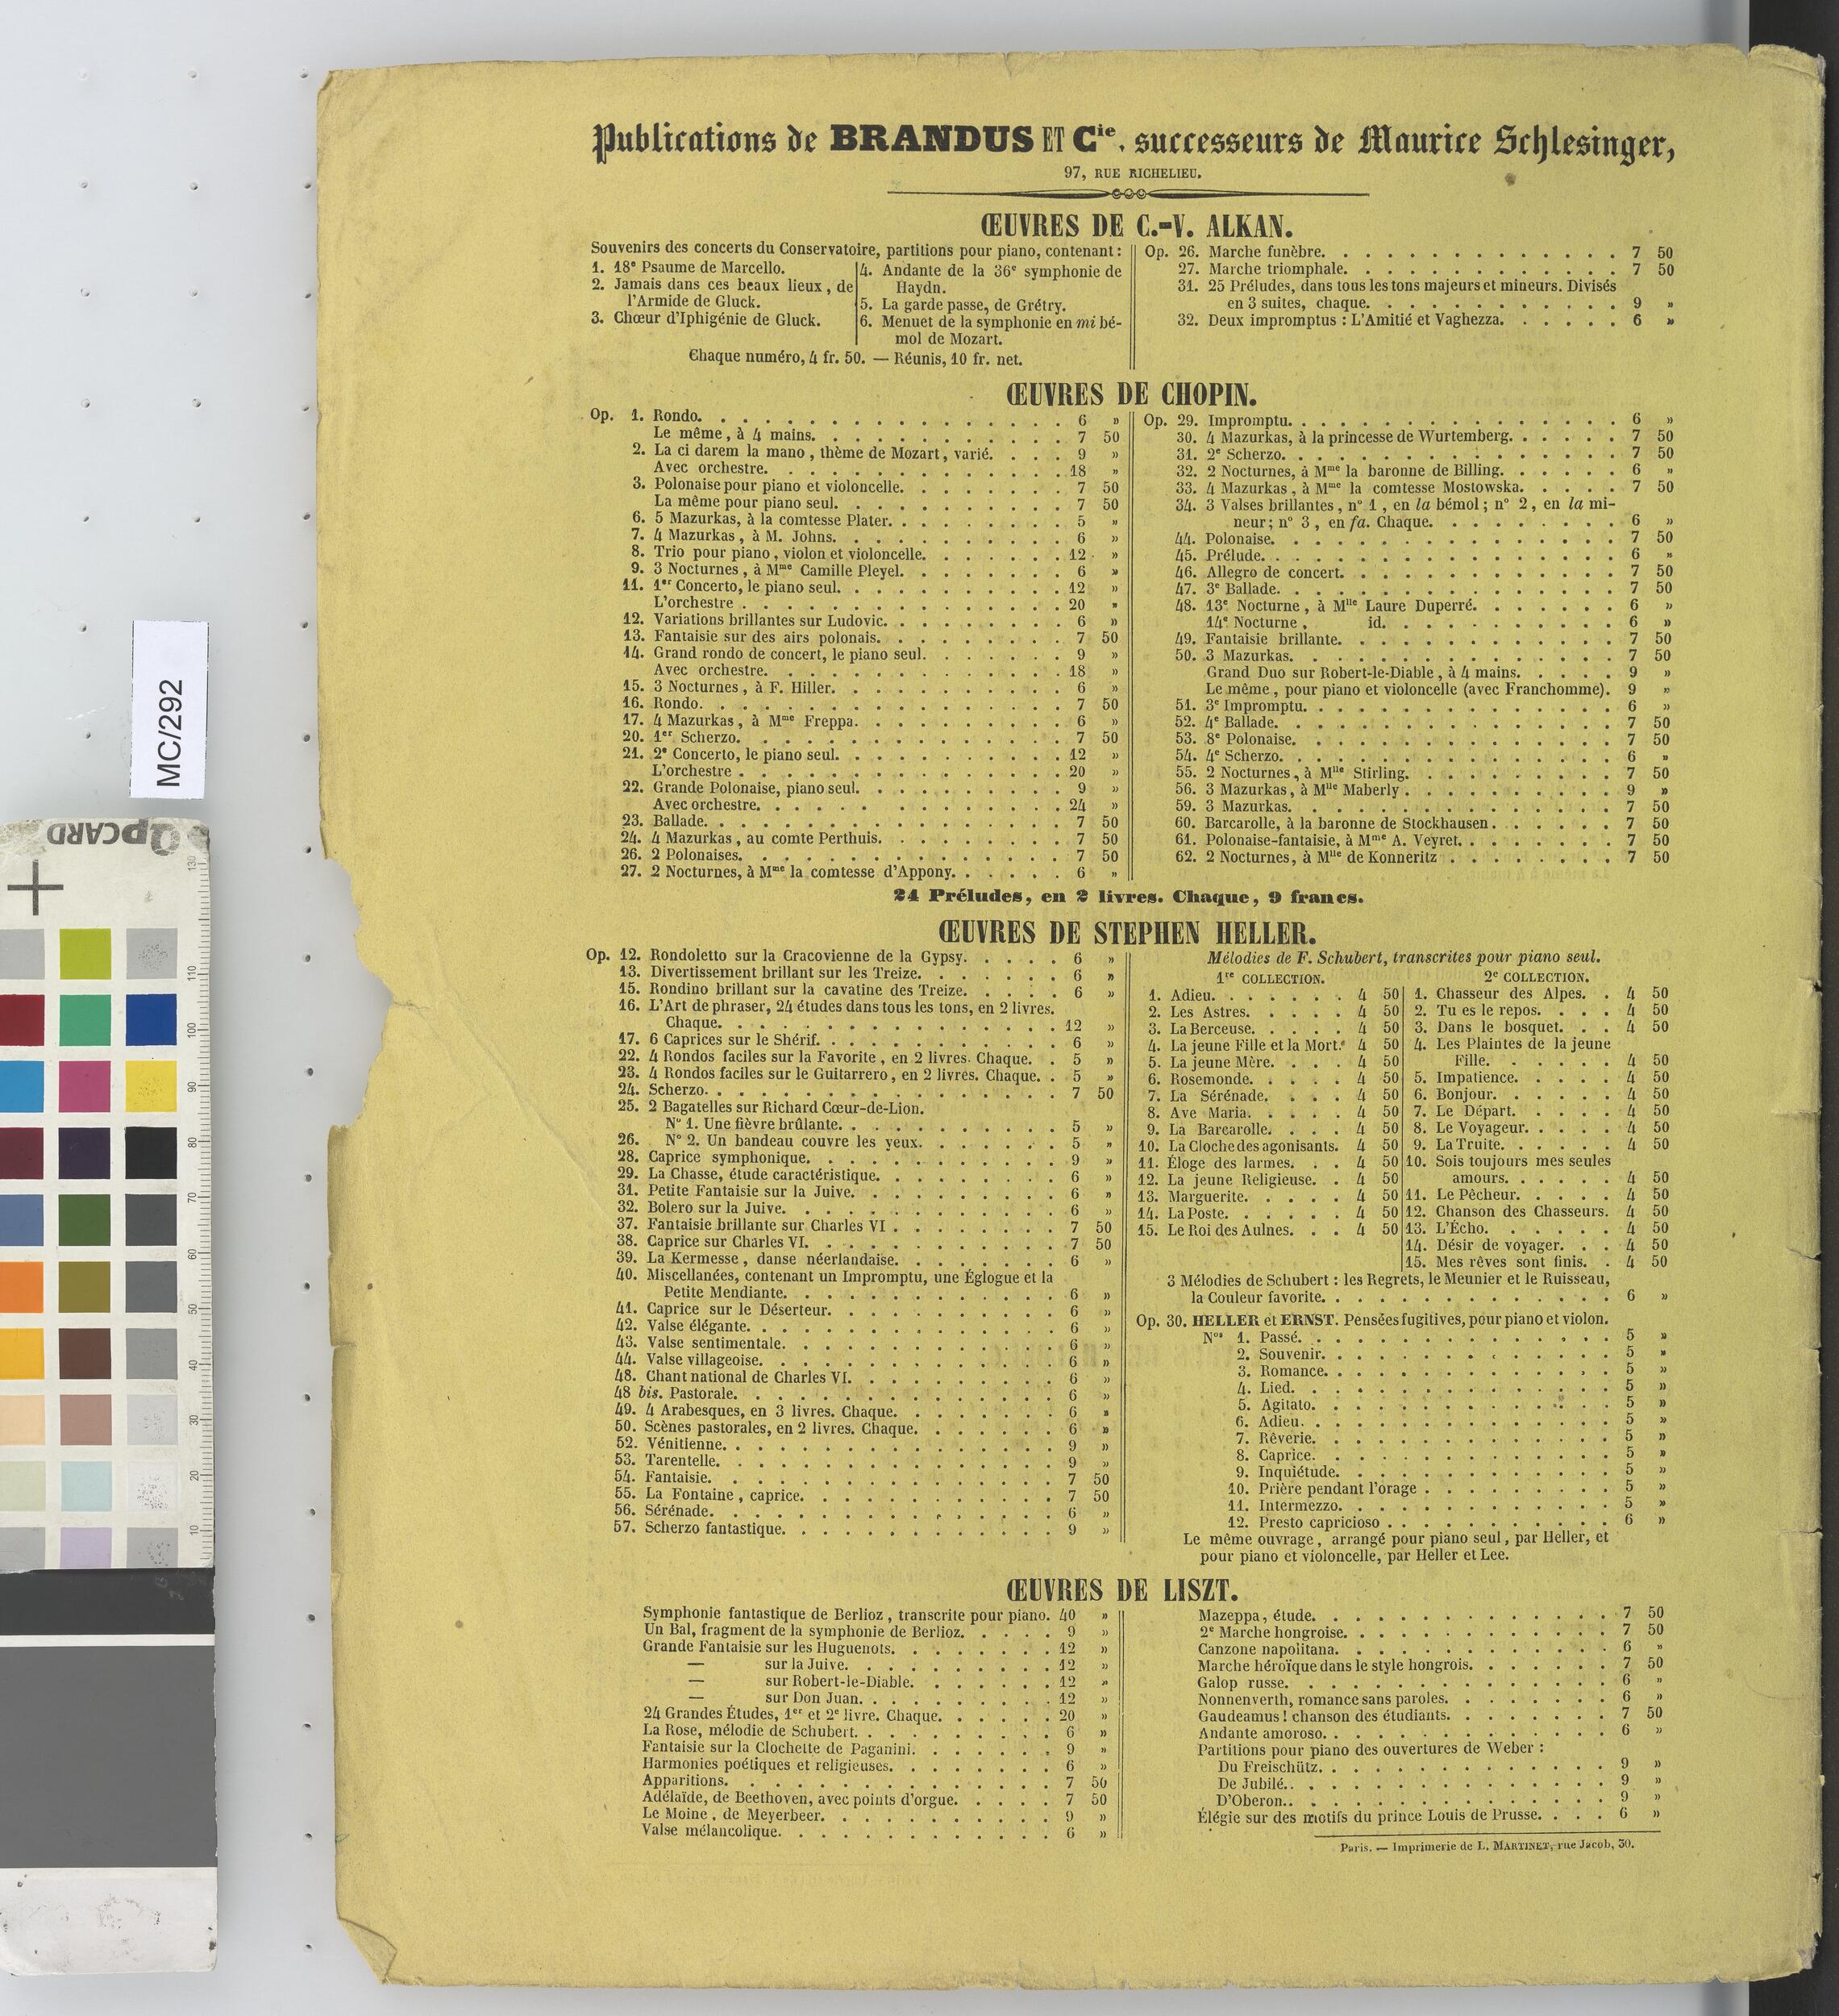 Publications de BRANDUS ET Cie, successeurs de Maurice Schlesinger,
97, RUE RICHELIEU.
ŒUVRES DE C.-V. ALKAN.
Souvenirs des concerts du Conservatoire, partitions pour piano, contenant :
1. 18e Psaume de Marcello.
2. Jamais dans ces beaux lieux, de
l'Armide de Gluck.
3. Chœur d'Iphigénie de Gluck.
4. Andante de la 36e symphonie de
Haydn.
5. La garde passe, de Grétry.
6. Menuet de la symphonie en mi bé-
mol de Mozart.
Chaque numéro, 4 fr. 50. — Réunis, 10 fr. net.
Op. 26. Marche funèbre. 7 50
27. Marche triomphale. 7 50
31. 25 Préludes, dans tous les tons majeurs et mineurs. Divisés
en 3 suites, chaque. 9 »
32. Deux impromptus : L'Amitié et Vaghezza. 6 »
ŒUVRES DE CHOPIN.
Op. 1. Rondo. 6 »
Le même, à 4 mains. 7 50
2. La ci darem la mano, thème de Mozart, varié. 9 »
Avec orchestre. 18 »
3. Polonaise pour piano et violoncelle. 7 50
La même pour piano seul. 7 50
6. 5 Mazurkas, à la comtesse Plater. 5 »
7. 4 Mazurkas, à M. Johns. 6 »
8. Trio pour piano, violon et violoncelle. 12 »
9. 3 Nocturnes, à Mme Camille Pleyel. 6 »
11. 1er Concerto, le piano seul. 12 »
L'orchestre 20 »
12. Variations brillantes sur Ludovic. 6 »
13. Fantaisie sur des airs polonais. 7 50
14. Grand rondo de concert, le piano seul. 9 »
Avec orchestre. 18 »
15. 3 Nocturnes, à F. Hiller. 6 »
16. Rondo. 7 50
17. 4 Mazurkas, à Mme Freppa. 6 »
20. 1er Scherzo. 7 50
21. 2e Concerto, le piano seul. 12 »
L'orchestre 20 »
22. Grande Polonaise, piano seul. 9 »
Avec orchestre. 24 »
23. Ballade. 7 50
24. 4 Mazurkas, au comte Perthuis. 7 50
26. 2 Polonaises. 7 50
27. 2 Nocturnes, à Mme la comtesse d'Appony. 6 »
Op. 29. Impromptu. 6 »
30. 4 Mazurkas, à la princesse de Wurtemberg. 7 50
31. 2e Scherzo. 7 50
32. 2 Nocturnes, à Mme la baronne de Billing. 6 »
33. 4 Mazurkas, à Mme la comtesse Mostowska. 7 50
34. 3 Valses brillantes, n° 1, en la bémol ; n° 2, en la mi-
neur ; n° 3, en fa. Chaque. 6 »
44. Polonaise. 7 50
45. Prélude. 6 »
46. Allegro de concert. 7 50
47. 3e Ballade. 7 50
48. 13e Nocturne, à Mlle Laure Duperré. 6 »
14e Nocturne, id. 6 »
49. Fantaisie brillante. 7 50
50. 3 Mazurkas. 7 50
Grand Duo sur Robert-le-Diable, à 4 mains. 9 »
Le même, pour piano et violoncelle (avec Franchomme). 9 »
51. 3e Impromptu. 6 »
52. 4e Ballade. 7 50
53. 8e Polonaise. 7 50
54. 4e Scherzo. 6 »
55. 2 Nocturnes, à Mlle Stirling. 7 50
56. 3 Mazurkas, à Mlle Maberly. 9 »
59. 3 Mazurkas. 7 50
60. Barcarolle, à la baronne de Stockhausen. 7 50
61. Polonaise-fantaisie, à Mme A. Veyret. 7 50
62. 2 Nocturnes, à Mlle de Konneritz 7 50
24 Préludes, en 2 livres. Chaque, 9 francs.
ŒUVRES DE STEPHEN HELLER.
Op. 12. Rondoletto sur la Cracovienne de la Gypsy. 6 »
13. Divertissement brillant sur les Treize. 6 »
15. Rondino brillant sur la cavatine des Treize. 6 »
16. L'Art de phraser, 24 études dans tous les tons, en 2 livres.
Chaque. 12 »
17. 6 Caprices sur le Shérif. 6 »
22. 4 Rondos faciles sur la Favorite, en 2 livres. Chaque. 5 »
23. 4 Rondos faciles sur le Guitarrero, en 2 livres. Chaque. 5 »
24. Scherzo. 7 50
25. 2 Bagatelles sur Richard Cœur-de-Lion.
N° 1. Une fièvre brûlante. 5 »
26. N° 2. Un bandeau couvre les yeux. 5 »
28. Caprice symphonique. 9 »
29. La Chasse, étude caractéristique. 6 »
31. Petite Fantaisie sur la Juive. 6 »
32. Bolero sur la Juive. 6 »
37. Fantaisie brillante sur Charles VI 7 50
38. Caprice sur Charles VI. 7 50
39. La Kermesse, danse néerlandaise. 6 »
40. Miscellanées, contenant un Impromptu, une Églogue et la
Petite Mendiante. 6 »
41. Caprice sur le Déserteur. 6 »
42. Valse élégante. 6 »
43. Valse sentimentale. 6 »
44. Valse villageoise. 6 »
48. Chant national de Charles VI. 6 »
48 bis. Pastorale. 6 »
49. 4 Arabesques, en 3 livres. Chaque. 6 »
50. Scènes pastorales, en 2 livres. Chaque. 6 »
52. Vénitienne. 9 »
53. Tarentelle. 9 »
54. Fantaisie. 7 50
55. La Fontaine, caprice. 7 50
56. Sérénade. 6 »
57. Scherzo fantastique. 9 »
Mélodies de F. Schubert, transcrites pour piano seul.
1re COLLECTION.
1. Adieu. 4 50
2. Les Astres. 4 50
3. La Berceuse. 4 50
4. La jeune Fille et la Mort. 4 50
5. La jeune Mère. 4 50
6. Rosemonde. 4 50
7. La Sérénade. 4 50
8. Ave Maria. 4 50
9. La Barcarolle. 4 50
10. La Cloche des agonisants. 4 50
11. Éloge des larmes. 4 50
12. La jeune Religieuse. 4 50
13. Marguerite. 4 50
14. La Poste. 4 50
15. Le Roi des Aulnes. 4 50
2e COLLECTION.
1. Chasseur des Alpes. 4 50
2. Tu es le repos. 4 50
3. Dans le bosquet. 4 50
4. Les Plaintes de la jeune
Fille. 4 50
5. Impatience. 4 50
6. Bonjour. 4 50
7. Le Départ. 4 50
8. Le Voyageur. 4 50
9. La Truite. 4 50
10. Sois toujours mes seules
amours. 4 50
11. Le Pêcheur. 4 50
12. Chanson des Chasseurs. 4 50
13. L'Écho. 4 50
14. Désir de voyager. 4 50
15. Mes rêves sont finis. 4 50
3 Mélodies de Schubert : les Regrets, le Meunier et le Ruisseau,
la Couleur favorite. 6 »
Op. 30. HELLER et ERNST. Pensées fugitives, pour piano et violon.
Nos 1. Passé. 5 »
2. Souvenir. 5 »
3. Romance. 5 »
4. Lied. 5 »
5. Agitato. 5 »
6. Adieu. 5 »
7. Rêverie. 5 »
8. Caprice. 5 »
9. Inquiétude. 5 »
10. Prière pendant l'orage 5 »
11. Intermezzo. 5 »
12. Presto capricioso 6 »
Le même ouvrage, arrangé pour piano seul, par Heller, et
pour piano et violoncelle, par Heller et Lee.
ŒUVRES DE LISZT.
Symphonie fantastique de Berlioz, transcrite pour piano. 40 »
Un Bal, fragment de la symphonie de Berlioz. 9 »
Grande Fantaisie sur les Huguenots. 12 »
— sur la Juive. 12 »
— sur Robert-le-Diable. 12 »
— sur Don Juan. 12 »
24 Grandes Études, 1er et 2e livre. Chaque. 20 »
La Rose, mélodie de Schubert. 6 »
Fantaisie sur la Clochette de Paganini. 9 »
Harmonies poétiques et religieuses. 6 »
Apparitions. 7 50
Adélaïde, de Beethoven, avec points d'orgue. 7 50
Le Moine, de Meyerbeer. 9 »
Valse mélancolique. 6 »
Mazeppa, étude. 7 50
2e Marche hongroise. 7 50
Canzone napolitana. 6 »
Marche héroïque dans le style hongrois. 7 50
Galop russe. 6 »
Nonnenverth, romance sans paroles. 6 »
Gaudeamus ! chanson des étudiants. 7 50
Andante amoroso. 6 »
Partitions pour piano des ouvertures de Weber :
Du Freischütz. 9 »
De Jubilé. 9 »
D'Oberon. 9 »
Élégie sur des motifs du prince Louis de Prusse. 6 »
Paris. — Imprimerie de L. MARTINET, rue Jacob, 30.
MC/292
QPCARD
130
110
100
90
80
70
60
50
40
30
20
10